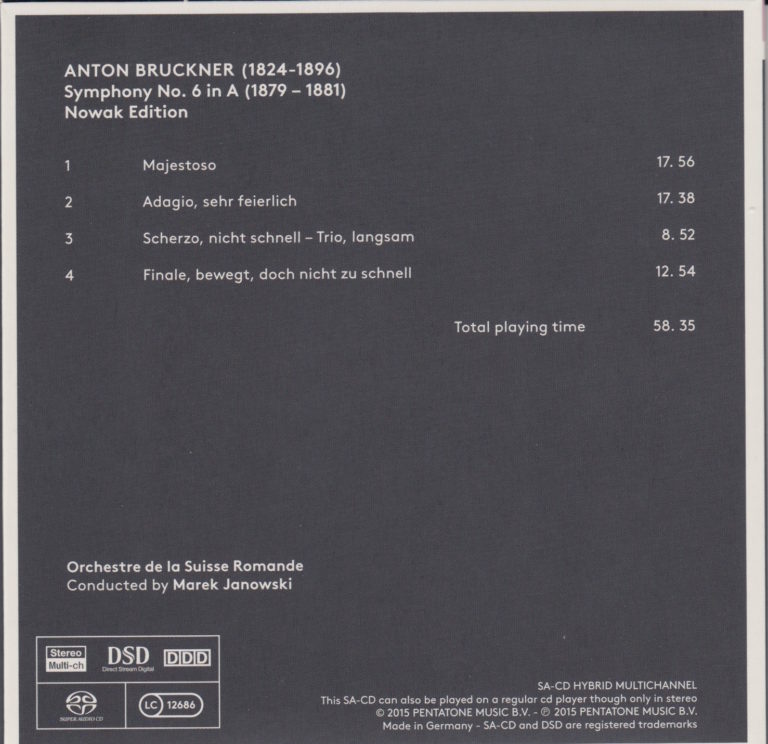 ANTON BRUCKNER (1824-1896)
Symphony No. 6 in A (1879 – 1881)
Nowak Edition
1 Majestoso 17. 56
2 Adagio, sehr feierlich 17. 38
3 Scherzo, nicht schnell – Trio, langsam 8. 52
4 Finale, bewegt, doch nicht zu schnell 12. 54
Total playing time 58. 35
Orchestre de la Suisse Romande
Conducted by Marek Janowski
Stereo
Multi-ch
DSD
Direct Stream Digital
DDD
SUPER AUDIO CD
LC 12686
SA-CD HYBRID MULTICHANNEL
This SA-CD can also be played on a regular cd player though only in stereo
© 2015 PENTATONE MUSIC B.V. - ℗ 2015 PENTATONE MUSIC B.V.
Made in Germany - SA-CD and DSD are registered trademarks